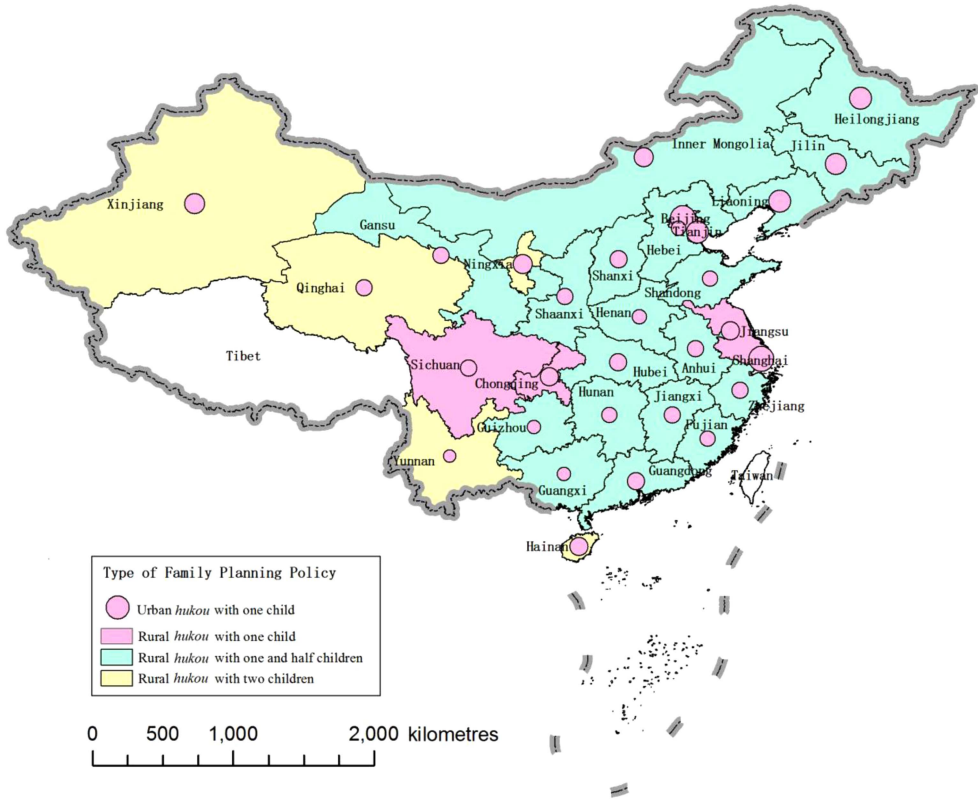 Heilongjiang
Inner Mongolia
Jilin
Xinjiang
Liaoning
Beijing
Gansu
Tianjin
Hebei
Ningxia
Shanxi
Qinghai
Shandong
Shaanxi
Henan
Jiangsu
Tibet
Shanghai
Sichuan
Anhui
Hubei
Chongqing
Hunan
Jiangxi
Zhejiang
Guizhou
Fujian
Yunnan
Guangdong
Taiwan
Guangxi
Hainan
Type of Family Planning Policy
Urban hukou with one child
Rural hukou with one child
Rural hukou with one and half children
Rural hukou with two children
0 500 1,000 2,000 kilometres